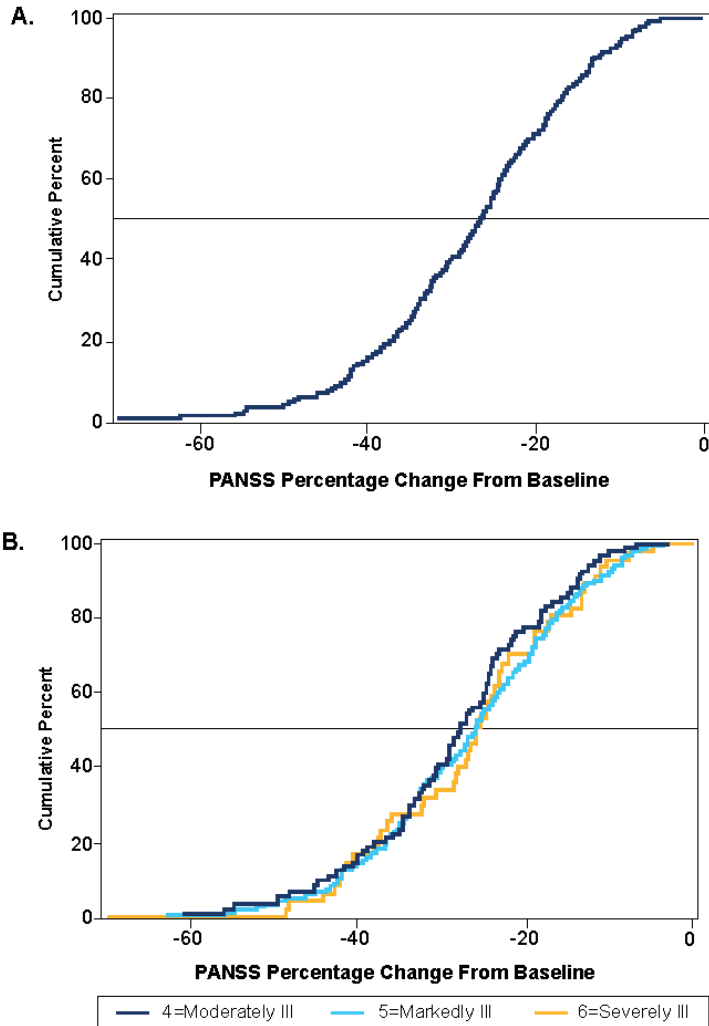 A.
100
80
60
40
20
0
Cumulative Percent
-60 -40 -20 0
PANSS Percentage Change From Baseline
B.
100
80
60
40
20
0
Cumulative Percent
-60 -40 -20 0
PANSS Percentage Change From Baseline
4=Moderately Ill 5=Markedly Ill 6=Severely Ill